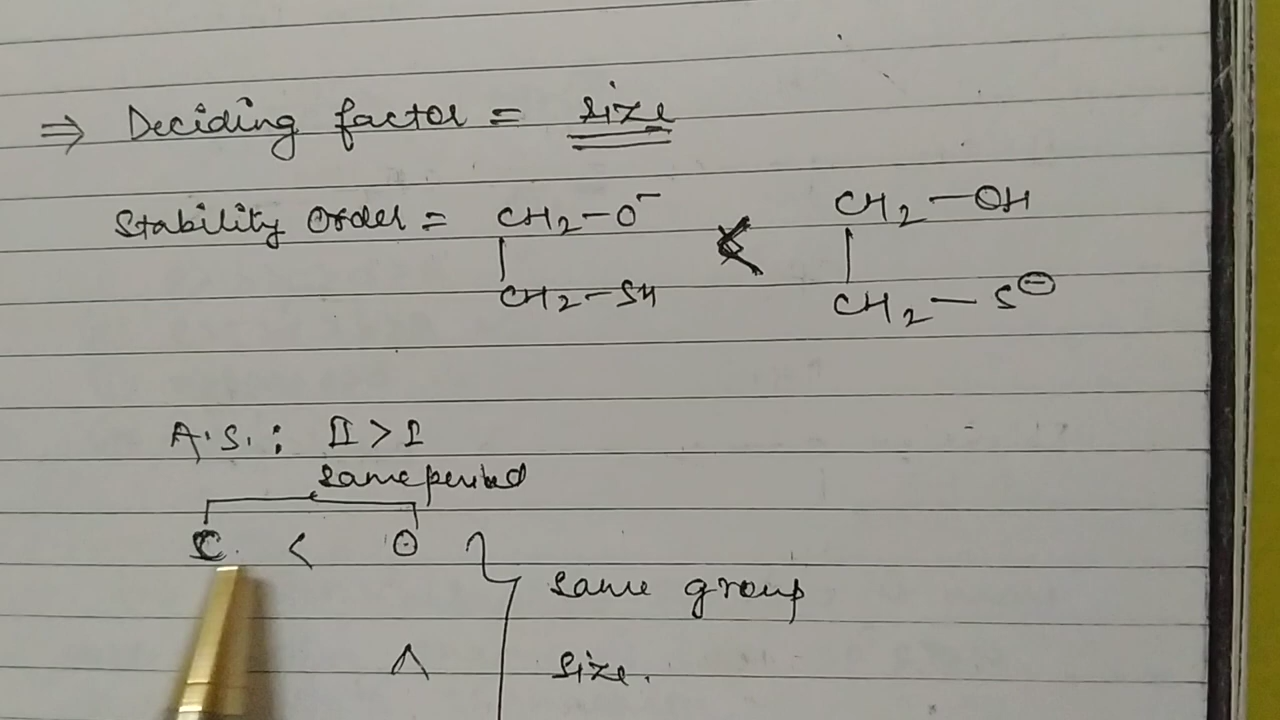 ⇒ Deciding factor = size
Stability Order = CH2-O⁻ < CH2-OH
CH2-SH CH2-S⊖
A.S. : II > I
same period
C < O
same group
^ size.